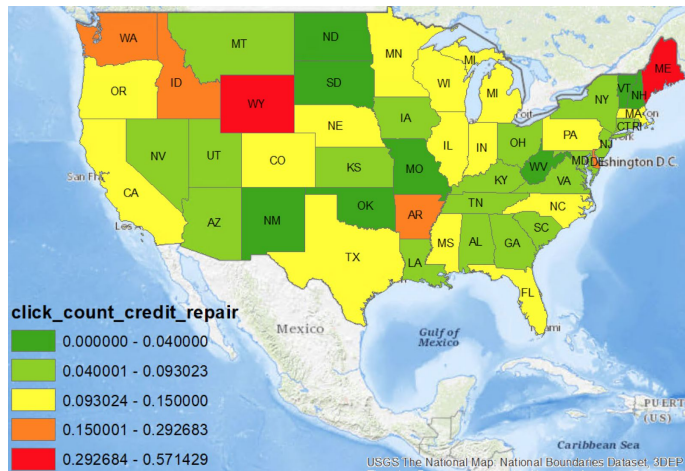 WA
MT
ND
MN
ME
OR
ID
SD
WI
MI
MI
VT
NH
NY
WY
IA
NE
MA
CT
RI
PA
NJ
NV
UT
CO
KS
MO
IL
IN
OH
WV
MD
DE
Washington D.C.
VA
KY
San Fra
CA
AZ
NM
OK
AR
TN
NC
SC
Los
TX
LA
MS
AL
GA
FL
ami
click_count_credit_repair
0.000000 - 0.040000
0.040001 - 0.093023
0.093024 - 0.150000
0.150001 - 0.292683
0.292684 - 0.571429
Mexico
Gulf of
Mexico
PUERT
(US)
Caribbean Sea
USGS The National Map: National Boundaries Dataset, 3DEP